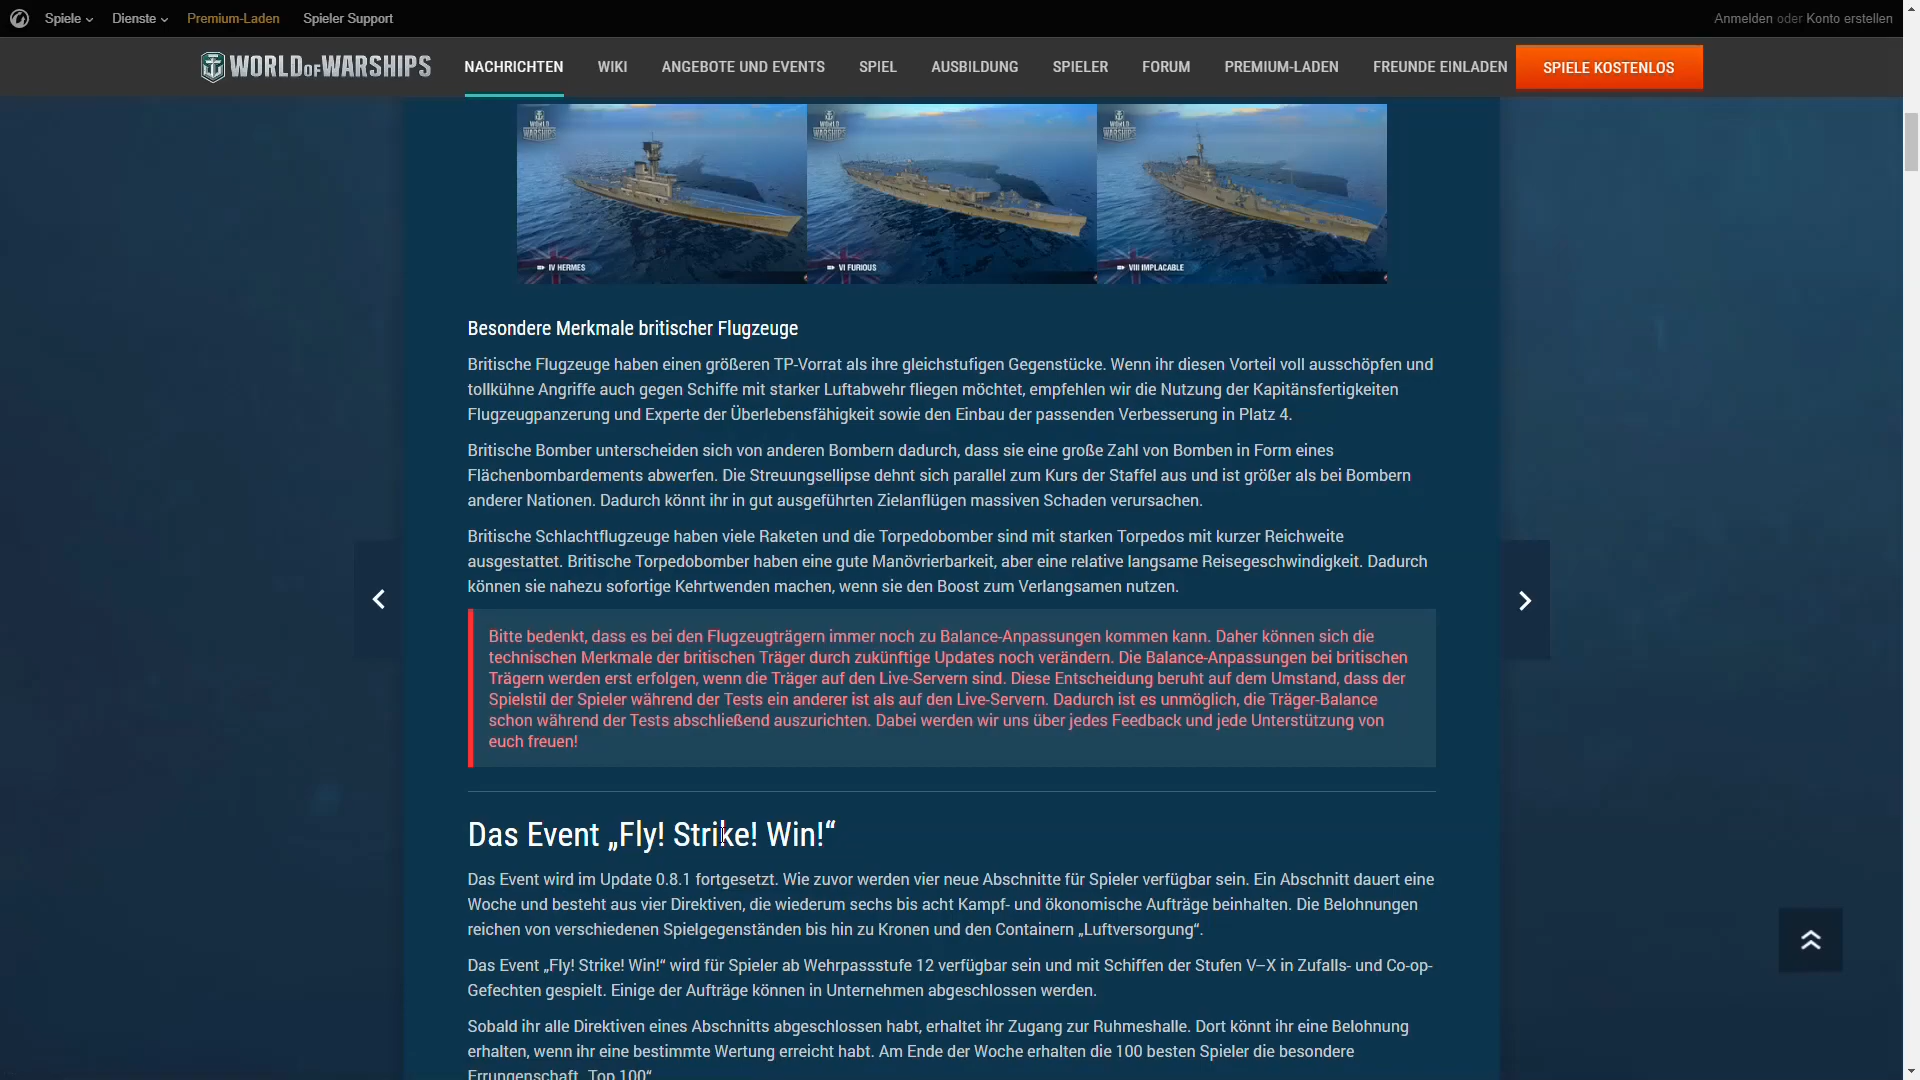 Spiele
Dienste
Premium-Laden
Spieler Support
Anmelden oder Konto erstellen
WORLD OF WARSHIPS
NACHRICHTEN
WIKI
ANGEBOTE UND EVENTS
SPIEL
AUSBILDUNG
SPIELER
FORUM
PREMIUM-LADEN
FREUNDE EINLADEN
SPIELE KOSTENLOS
WORLD OF WARSHIPS
WORLD OF WARSHIPS
WORLD OF WARSHIPS
IV HERMES
VI FURIOUS
VIII IMPLACABLE
Besondere Merkmale britischer Flugzeuge
Britische Flugzeuge haben einen größeren TP-Vorrat als ihre gleichstufigen Gegenstücke. Wenn ihr diesen Vorteil voll ausschöpfen und
tollkühne Angriffe auch gegen Schiffe mit starker Luftabwehr fliegen möchtet, empfehlen wir die Nutzung der Kapitänsfertigkeiten
Flugzeugpanzerung und Experte der Überlebensfähigkeit sowie den Einbau der passenden Verbesserung in Platz 4.
Britische Bomber unterscheiden sich von anderen Bombern dadurch, dass sie eine große Zahl von Bomben in Form eines
Flächenbombardements abwerfen. Die Streuungsellipse dehnt sich parallel zum Kurs der Staffel aus und ist größer als bei Bombern
anderer Nationen. Dadurch könnt ihr in gut ausgeführten Zielanflügen massiven Schaden verursachen.
Britische Schlachtflugzeuge haben viele Raketen und die Torpedobomber sind mit starken Torpedos mit kurzer Reichweite
ausgestattet. Britische Torpedobomber haben eine gute Manövrierbarkeit, aber eine relative langsame Reisegeschwindigkeit. Dadurch
können sie nahezu sofortige Kehrtwenden machen, wenn sie den Boost zum Verlangsamen nutzen.
Bitte bedenkt, dass es bei den Flugzeugträgern immer noch zu Balance-Anpassungen kommen kann. Daher können sich die
technischen Merkmale der britischen Träger durch zukünftige Updates noch verändern. Die Balance-Anpassungen bei britischen
Trägern werden erst erfolgen, wenn die Träger auf den Live-Servern sind. Diese Entscheidung beruht auf dem Umstand, dass der
Spielstil der Spieler während der Tests ein anderer ist als auf den Live-Servern. Dadurch ist es unmöglich, die Träger-Balance
schon während der Tests abschließend auszurichten. Dabei werden wir uns über jedes Feedback und jede Unterstützung von
euch freuen!
Das Event „Fly! Strike! Win!“
Das Event wird im Update 0.8.1 fortgesetzt. Wie zuvor werden vier neue Abschnitte für Spieler verfügbar sein. Ein Abschnitt dauert eine
Woche und besteht aus vier Direktiven, die wiederum sechs bis acht Kampf- und ökonomische Aufträge beinhalten. Die Belohnungen
reichen von verschiedenen Spielgegenständen bis hin zu Kronen und den Containern „Luftversorgung“.
Das Event „Fly! Strike! Win!“ wird für Spieler ab Wehrpassstufe 12 verfügbar sein und mit Schiffen der Stufen V–X in Zufalls- und Co-op-
Gefechten gespielt. Einige der Aufträge können in Unternehmen abgeschlossen werden.
Sobald ihr alle Direktiven eines Abschnitts abgeschlossen habt, erhaltet ihr Zugang zur Ruhmeshalle. Dort könnt ihr eine Belohnung
erhalten, wenn ihr eine bestimmte Wertung erreicht habt. Am Ende der Woche erhalten die 100 besten Spieler die besondere
Errungenschaft „Top 100“